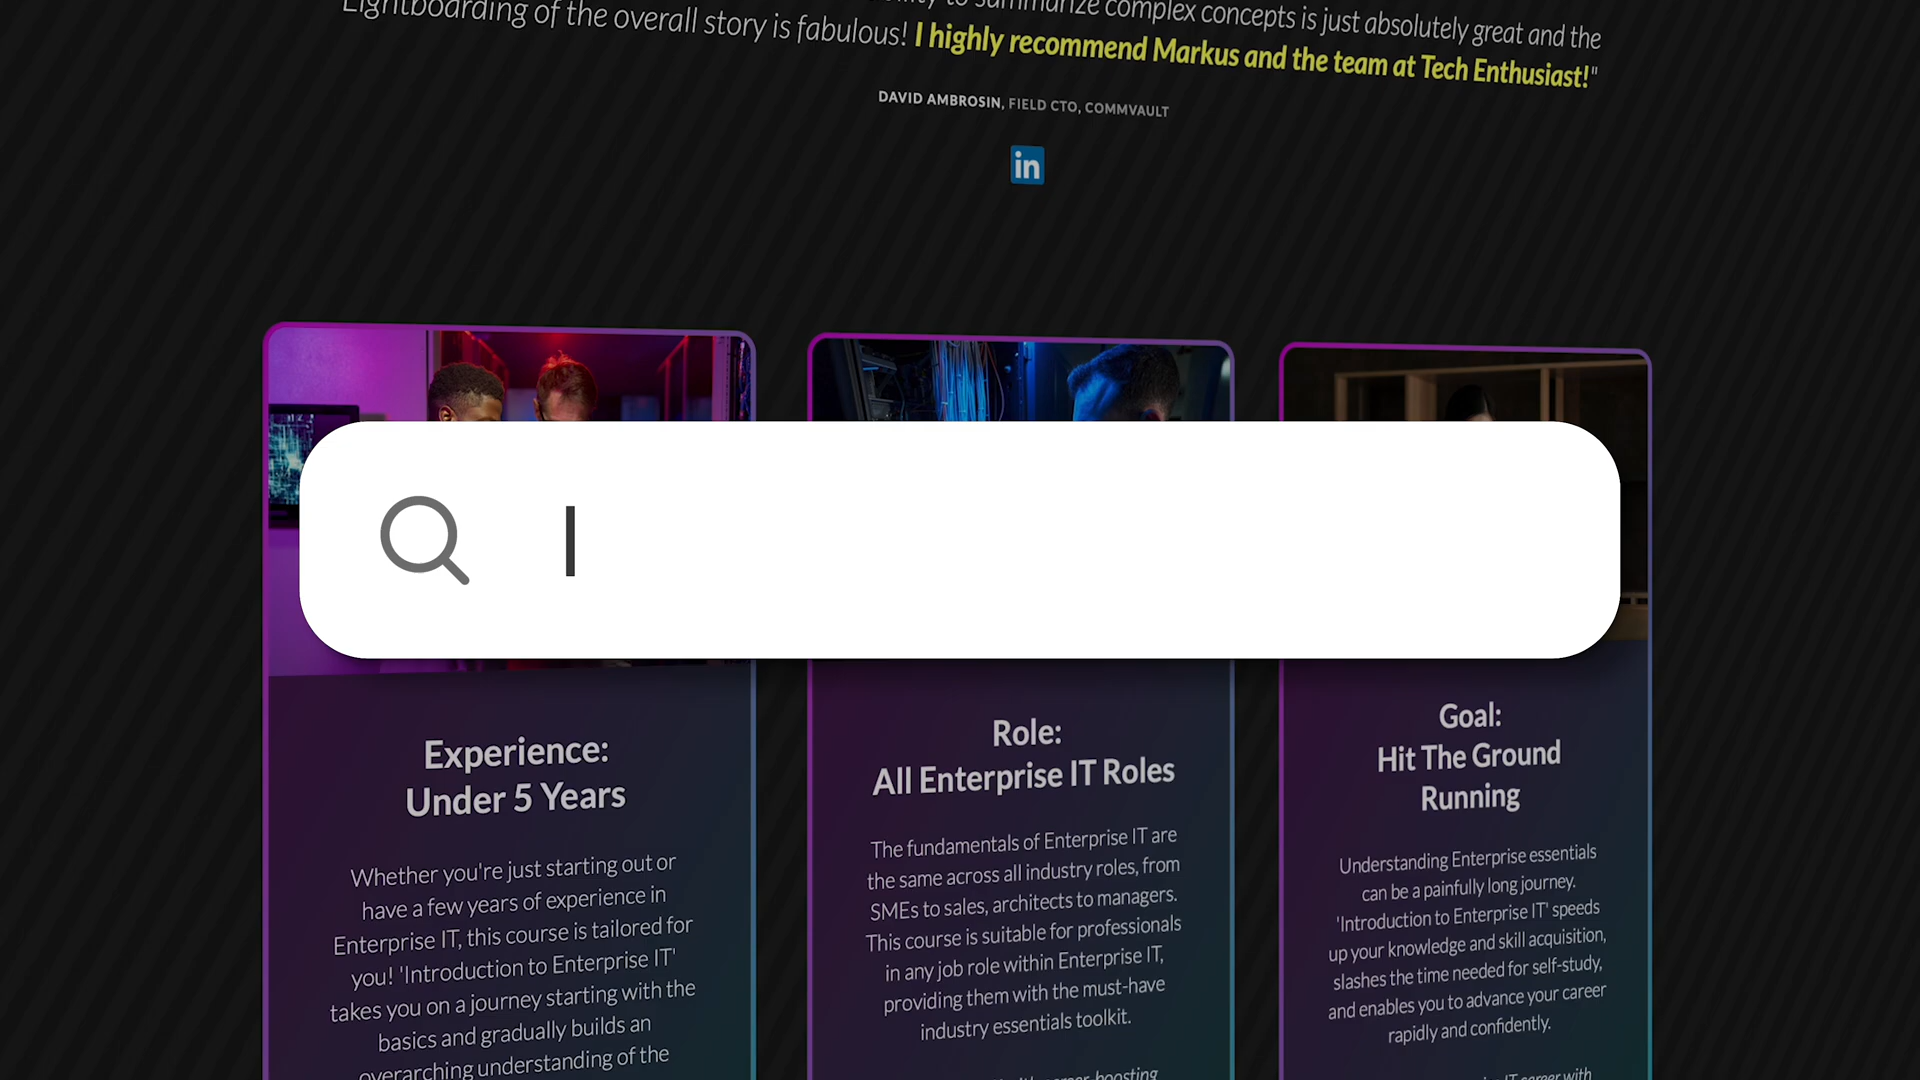 to summarize complex concepts is just absolutely great and the
Lightboarding of the overall story is fabulous! I highly recommend Markus and the team at Tech Enthusiast!"
DAVID AMBROSIN, FIELD CTO, COMMVAULT
in
Experience:
Under 5 Years
Whether you're just starting out or
have a few years of experience in
Enterprise IT, this course is tailored for
you! 'Introduction to Enterprise IT'
takes you on a journey starting with the
basics and gradually builds an
overarching understanding of the
Role:
All Enterprise IT Roles
The fundamentals of Enterprise IT are
the same across all industry roles, from
SMEs to sales, architects to managers.
This course is suitable for professionals
in any job role within Enterprise IT,
providing them with the must-have
industry essentials toolkit.
career-boosting
Goal:
Hit The Ground
Running
Understanding Enterprise essentials
can be a painfully long journey.
'Introduction to Enterprise IT' speeds
up your knowledge and skill acquisition,
slashes the time needed for self-study,
and enables you to advance your career
rapidly and confidently.
IT career with